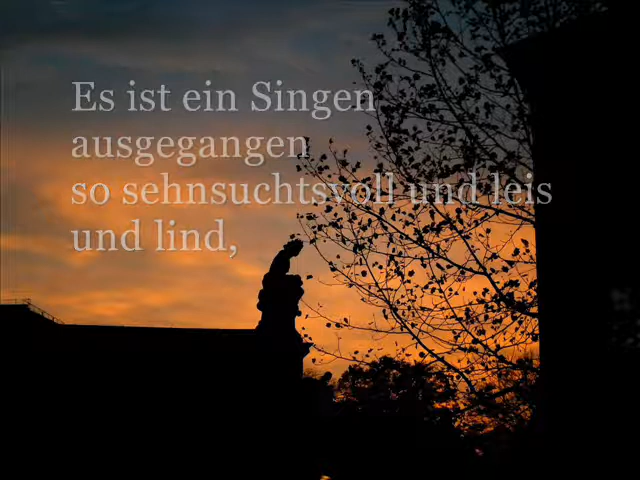 Es ist ein Singen
ausgegangen
so sehnsuchtsvoll und leis
und lind,